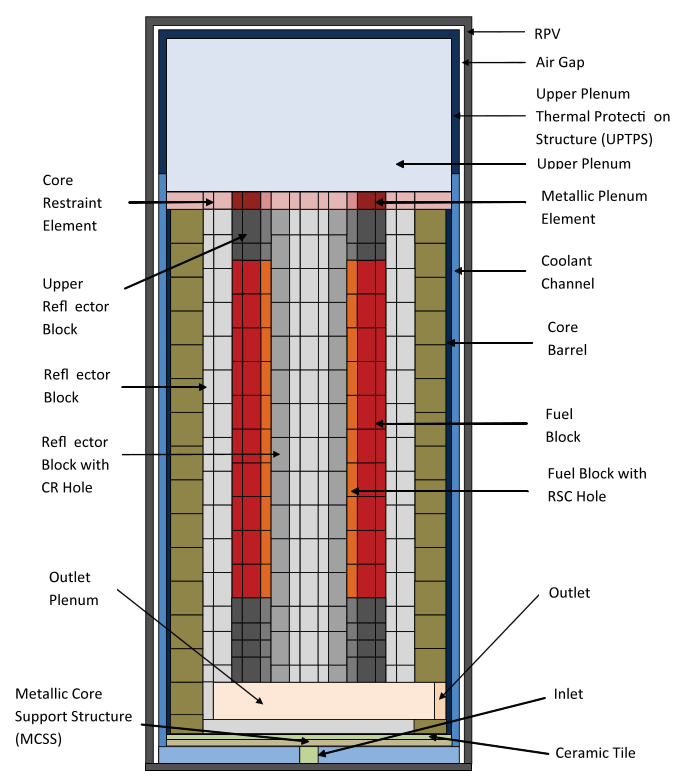 RPV
Air Gap
Upper Plenum
Thermal Protecti on
Structure (UPTPS)
Upper Plenum
Metallic Plenum
Element
Coolant
Channel
Core
Barrel
Fuel
Block
Fuel Block with
RSC Hole
Outlet
Inlet
Ceramic Tile
Core
Restraint
Element
Upper
Refl ector
Block
Refl ector
Block
Refl ector
Block with
CR Hole
Outlet
Plenum
Metallic Core
Support Structure
(MCSS)